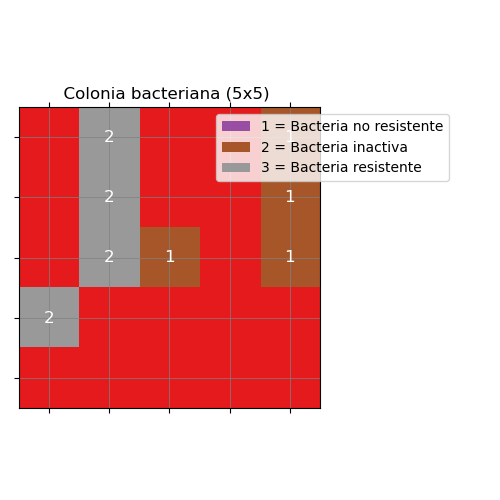 Colonia bacteriana (5x5)
1 = Bacteria no resistente
2 = Bacteria inactiva
3 = Bacteria resistente
2
2 1
2 1 1
2